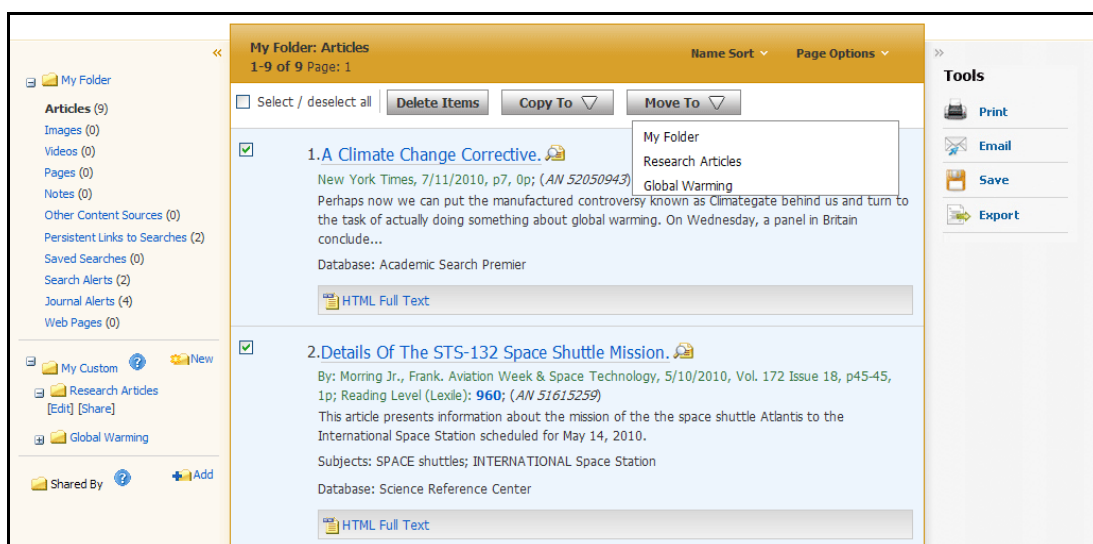 «
My Folder
Articles (9)
Images (0)
Videos (0)
Pages (0)
Notes (0)
Other Content Sources (0)
Persistent Links to Searches (2)
Saved Searches (0)
Search Alerts (2)
Journal Alerts (4)
Web Pages (0)
My Custom ? New
Research Articles
[Edit] [Share]
Global Warming
Shared By ? Add
My Folder: Articles
1-9 of 9 Page: 1
Name Sort Page Options
Select / deselect all Delete Items Copy To Move To
My Folder
Research Articles
Global Warming
1.A Climate Change Corrective.
New York Times, 7/11/2010, p7, 0p; (AN 52050943)
Perhaps now we can put the manufactured controversy known as Climategate behind us and turn to
the task of actually doing something about global warming. On Wednesday, a panel in Britain
conclude...
Database: Academic Search Premier
HTML Full Text
2.Details Of The STS-132 Space Shuttle Mission.
By: Morring Jr., Frank. Aviation Week & Space Technology, 5/10/2010, Vol. 172 Issue 18, p45-45,
1p; Reading Level (Lexile): 960; (AN 51615259)
This article presents information about the mission of the the space shuttle Atlantis to the
International Space Station scheduled for May 14, 2010.
Subjects: SPACE shuttles; INTERNATIONAL Space Station
Database: Science Reference Center
HTML Full Text
»
Tools
Print
Email
Save
Export